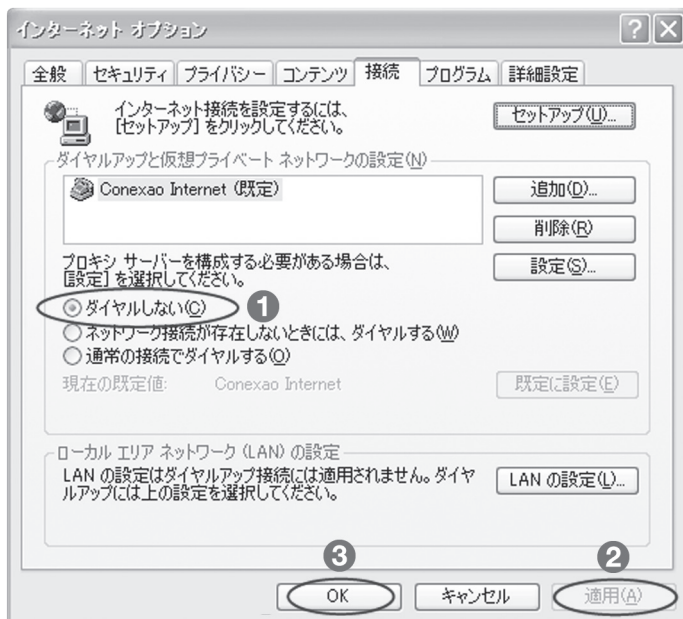 インターネット オプション
全般 セキュリティ プライバシー コンテンツ 接続 プログラム 詳細設定
インターネット接続を設定するには、
[セットアップ] をクリックしてください。
セットアップ(U)...
ダイヤルアップと仮想プライベート ネットワークの設定(N)
Conexao Internet (既定)
追加(D)...
削除(R)
プロキシ サーバーを構成する必要がある場合は、
[設定] を選択してください。
設定(S)...
ダイヤルしない(C) 1
ネットワーク接続が存在しないときには、ダイヤルする(W)
通常の接続でダイヤルする(O)
現在の既定値: Conexao Internet
既定に設定(E)
ローカル エリア ネットワーク (LAN) の設定
LAN の設定はダイヤルアップ接続には適用されません。ダイヤ
ルアップには上の設定を選択してください。
LAN の設定(L)...
3 2
OK キャンセル 適用(A)